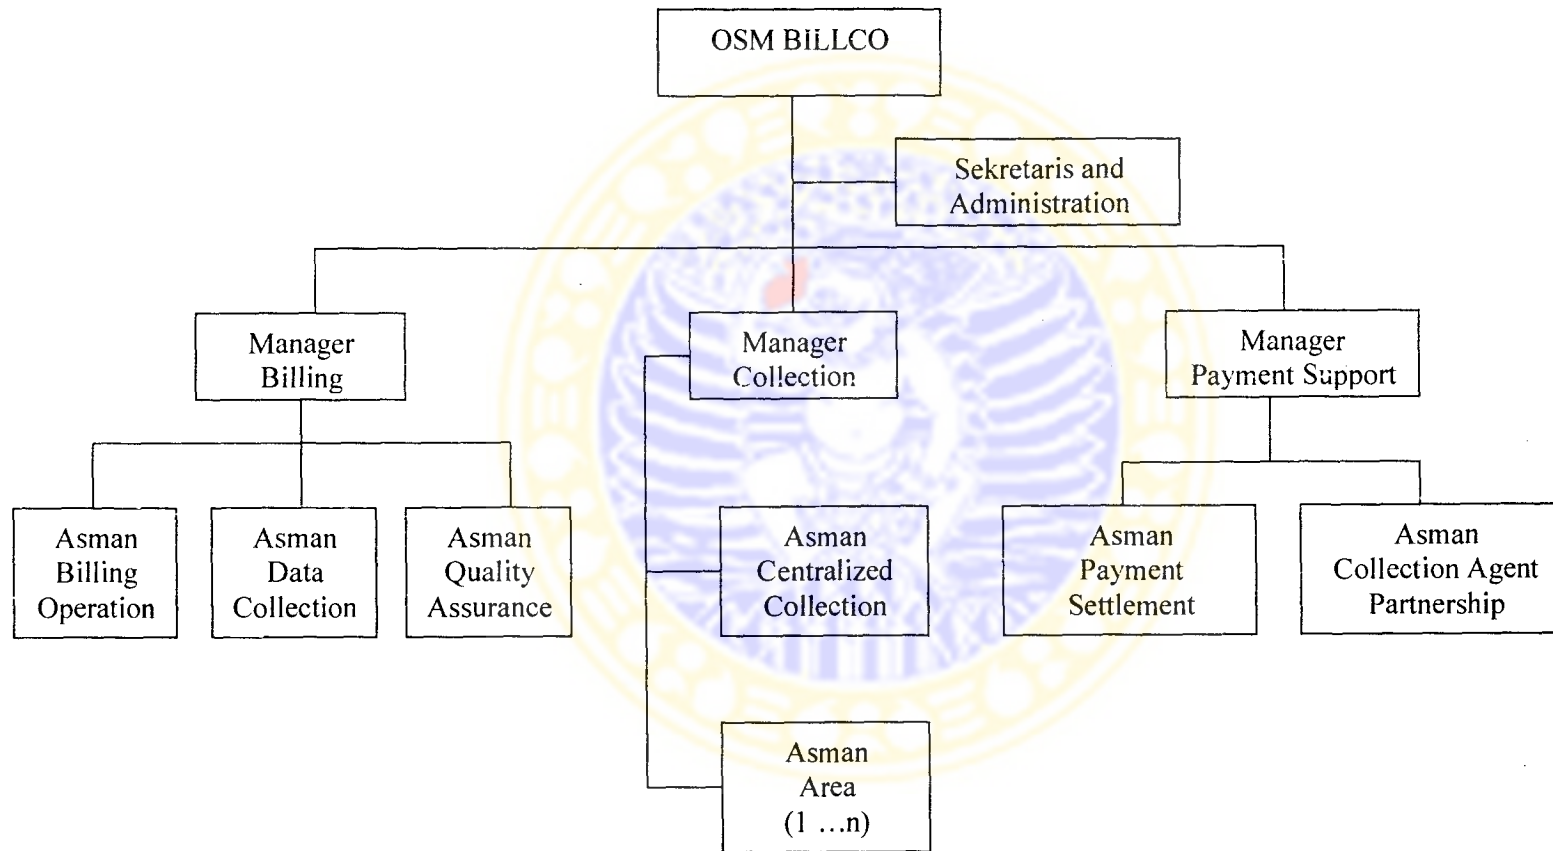 OSM BILLCO
Sekretaris and
Administration
Manager
Billing
Manager
Collection
Manager
Payment Support
Asman
Billing
Operation
Asman
Data
Collection
Asman
Quality
Assurance
Asman
Centralized
Collection
Asman
Payment
Settlement
Asman
Collection Agent
Partnership
Asman
Area
(1 ...n)